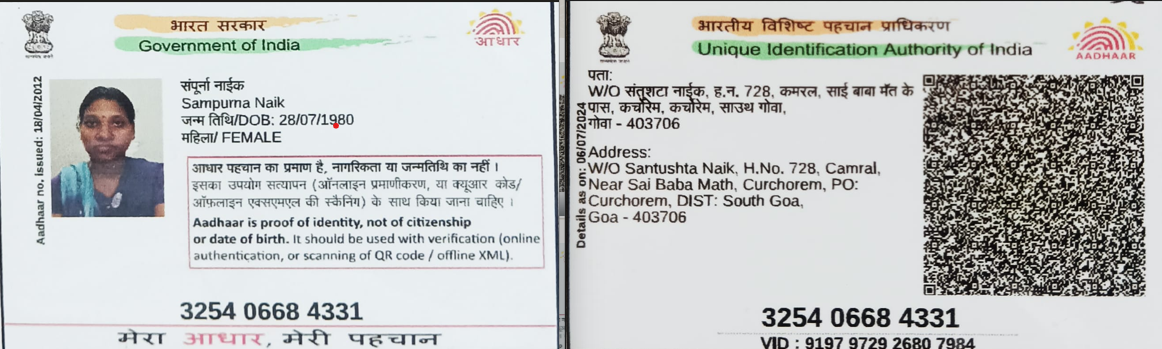 भारत सरकार
Government of India
आधार
Aadhaar no. issued: 18/04/2012
संपूर्ना नाईक
Sampurna Naik
जन्म तिथि/DOB: 28/07/1980
महिला/ FEMALE
आधार पहचान का प्रमाण है, नागरिकता या जन्मतिथि का नहीं ।
इसका उपयोग सत्यापन (ऑनलाइन प्रमाणीकरण, या क्यूआर कोड/
ऑफलाइन एक्सएमएल की स्कैनिंग) के साथ किया जाना चाहिए ।
Aadhaar is proof of identity, not of citizenship
or date of birth. It should be used with verification (online
authentication, or scanning of QR code / offline XML).
3254 0668 4331
मेरा आधार, मेरी पहचान
भारतीय विशिष्ट पहचान प्राधिकरण
Unique Identification Authority of India
AADHAAR
Details as on: 06/07/2024
पता:
W/O संतुशटा नाईक, ह.न. 728, कमरल, साई बाबा मॅत के
पास, कर्चोरेम, कर्चोरेम, साउथ गोवा,
गोवा - 403706
Address:
W/O Santushta Naik, H.No. 728, Camral,
Near Sai Baba Math, Curchorem, PO:
Curchorem, DIST: South Goa,
Goa - 403706
3254 0668 4331
VID : 9197 9729 2680 7984